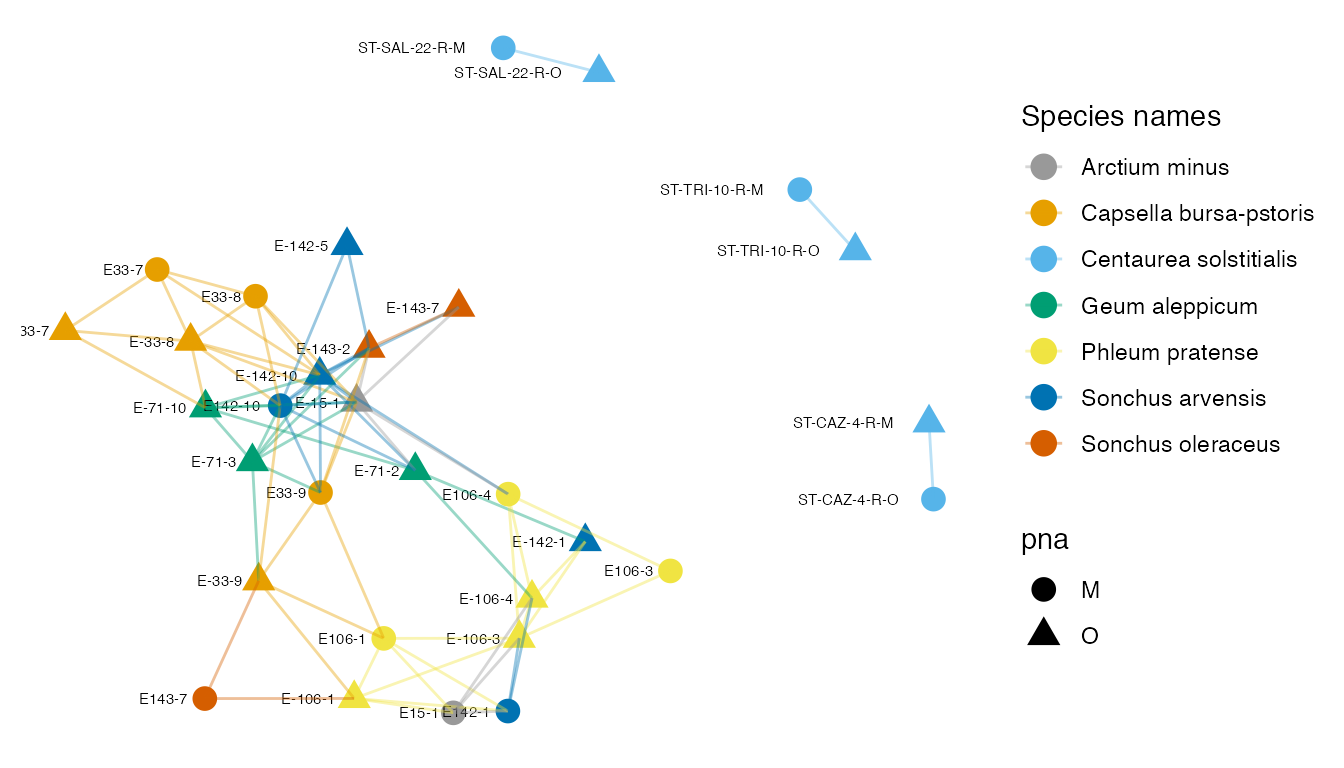 ST-SAL-22-R-M
ST-SAL-22-R-O
ST-TRI-10-R-M
ST-TRI-10-R-O
E-142-5
E33-7
E33-8
E-143-7
33-7
E-33-8
E-143-2
E-142-10
E-71-10
E142-10
E-15-1
ST-CAZ-4-R-M
E-71-3
E-71-2
E33-9
E106-4
ST-CAZ-4-R-O
E-142-1
E106-3
E-33-9
E-106-4
E106-1
E-106-3
E143-7
E-106-1
E15-1
E142-1
Species names
Arctium minus
Capsella bursa-pstoris
Centaurea solstitialis
Geum aleppicum
Phleum pratense
Sonchus arvensis
Sonchus oleraceus
pna
M
O